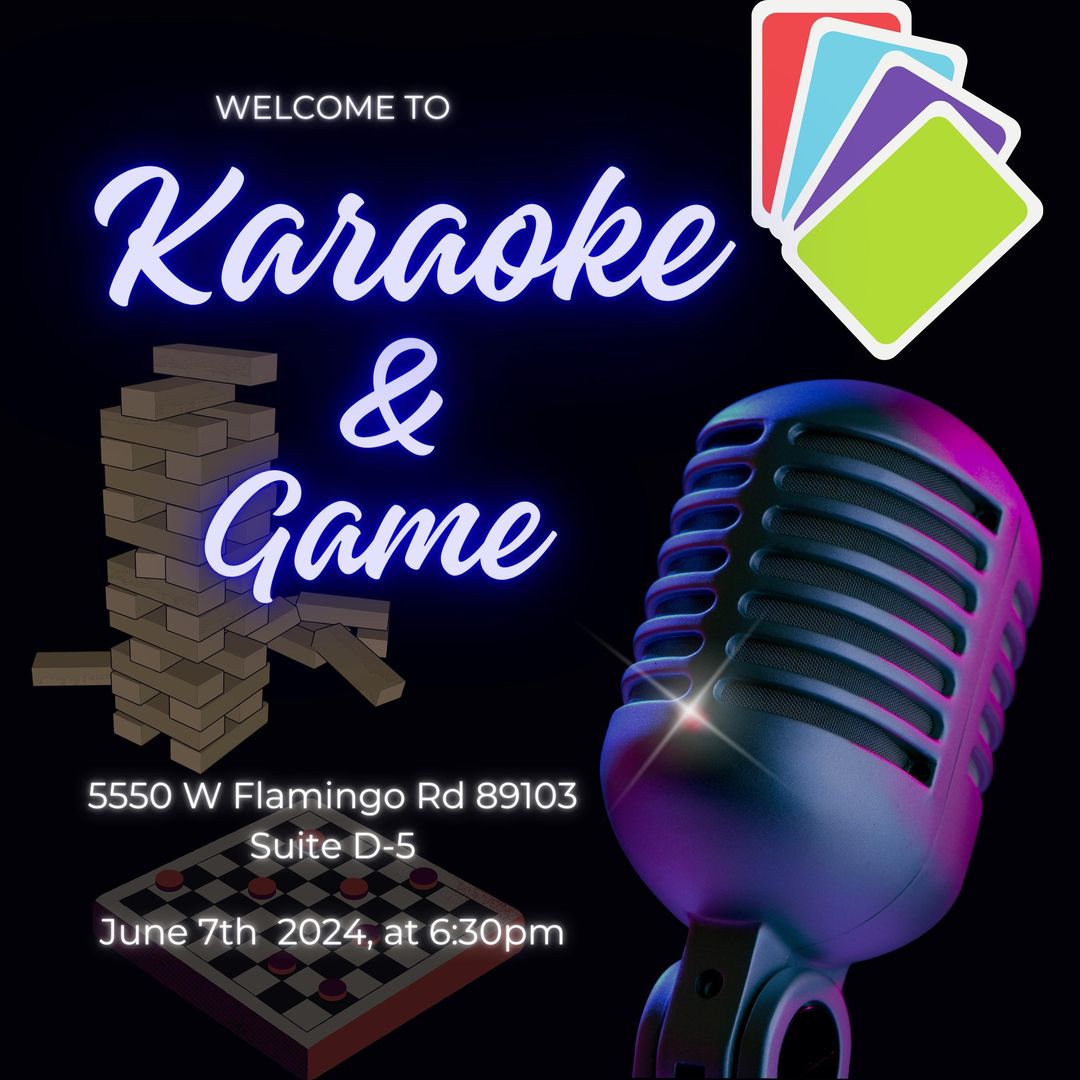 WELCOME TO
Karaoke
&
Game
5550 W Flamingo Rd 89103
Suite D-5
June 7th  2024, at 6:30pm